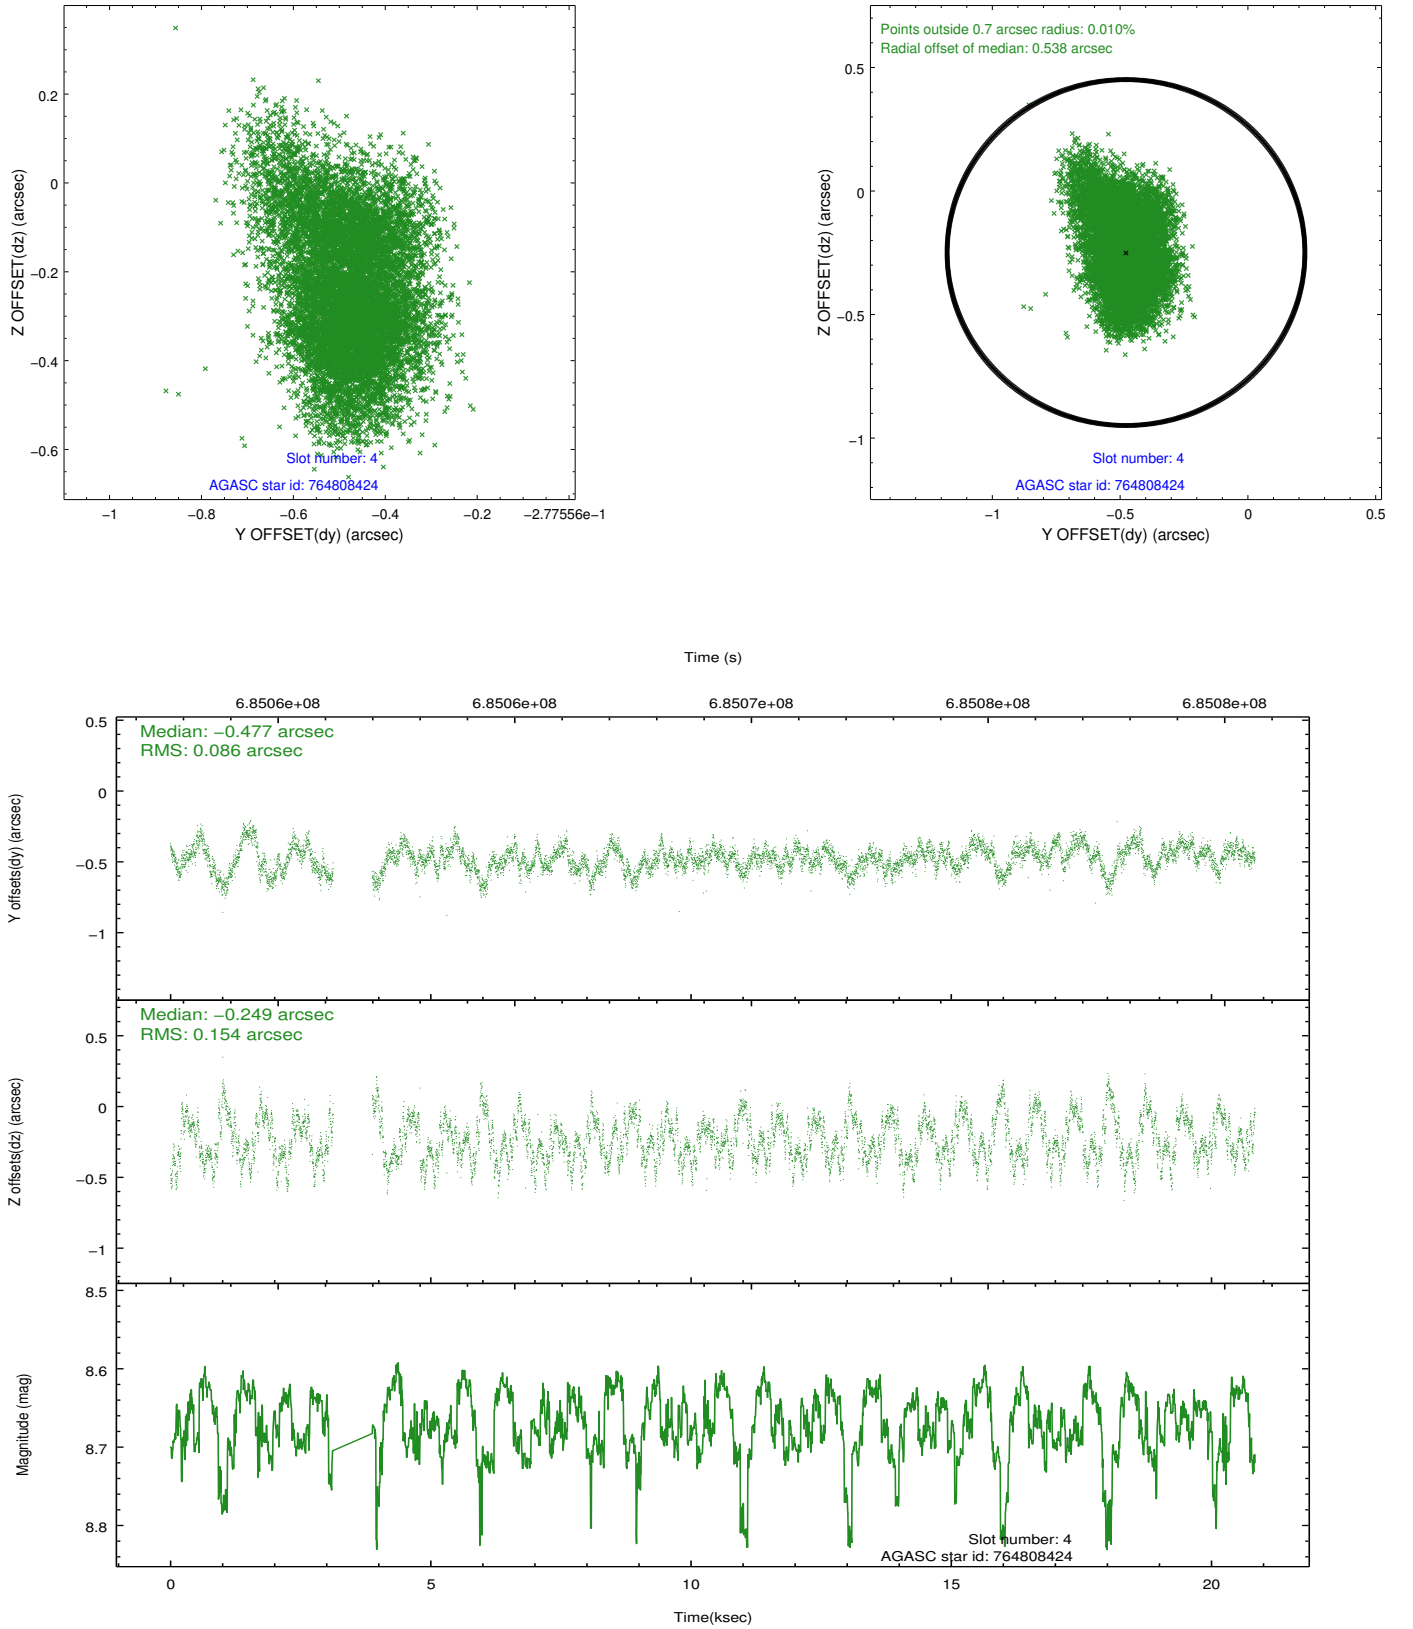 0.2
0
−0.2
−0.4
−0.6
Z OFFSET(dz) (arcsec)
Slot number: 4
AGASC star id: 764808424
−1
−0.8
−0.6
−0.4
−0.2
−2.77556e−1
Y OFFSET(dy) (arcsec)
Points outside 0.7 arcsec radius: 0.010%
Radial offset of median: 0.538 arcsec
0.5
0
−0.5
−1
Z OFFSET(dz) (arcsec)
Slot number: 4
AGASC star id: 764808424
−1
−0.5
0
0.5
Y OFFSET(dy) (arcsec)
Time (s)
6.8506e+08
6.8506e+08
6.8507e+08
6.8508e+08
6.8508e+08
Median: −0.477 arcsec
RMS: 0.086 arcsec
0.5
0
−0.5
−1
Y offsets(dy) (arcsec)
Median: −0.249 arcsec
RMS: 0.154 arcsec
0.5
0
−0.5
−1
Z offsets(dz) (arcsec)
8.5
8.6
8.7
8.8
Magnitude (mag)
Slot number: 4
AGASC star id: 764808424
0
5
10
15
20
Time(ksec)